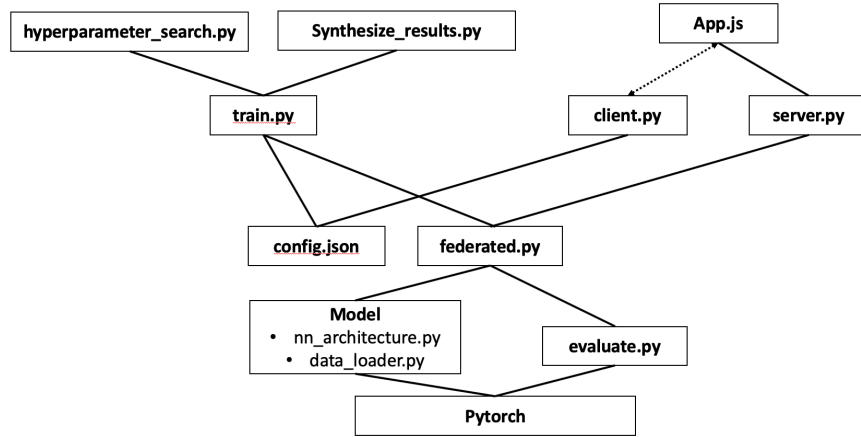 hyperparameter_search.py
Synthesize_results.py
App.js
train.py
client.py
server.py
config.json
federated.py
Model
• nn_architecture.py
• data_loader.py
evaluate.py
Pytorch